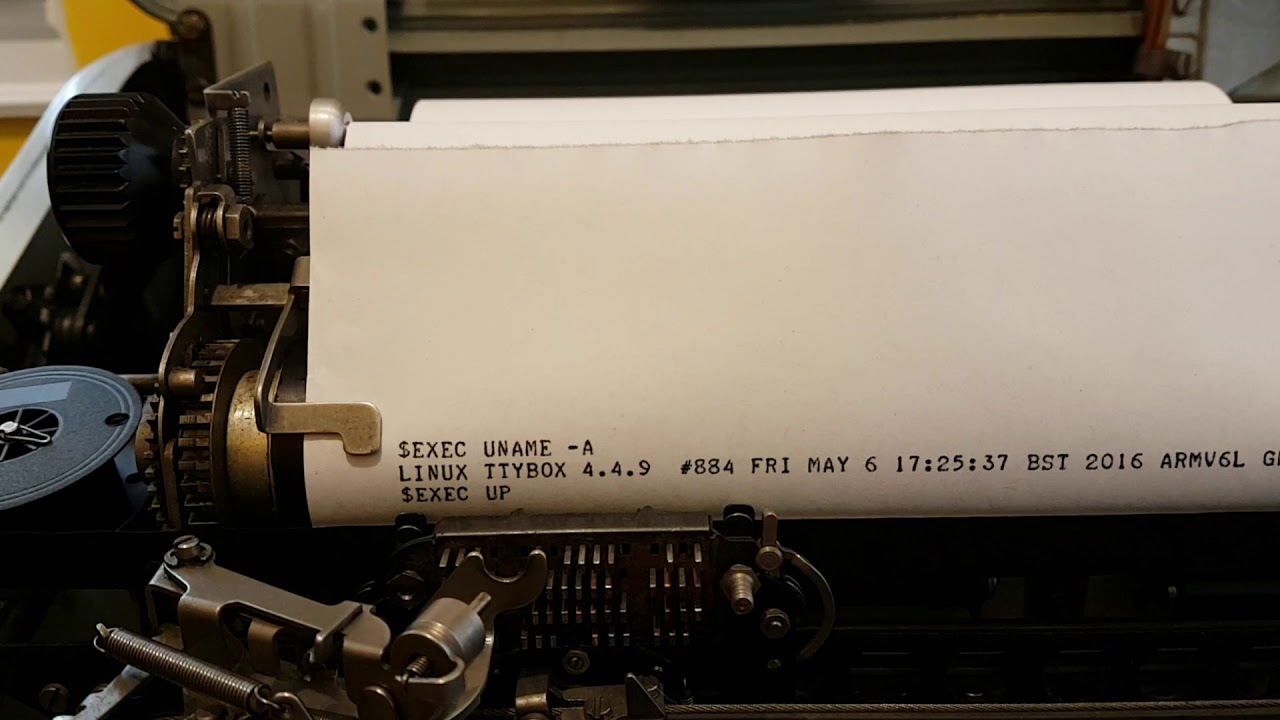 $EXEC UNAME -A
LINUX TTYBOX 4.4.9  #884 FRI MAY 6 17:25:37 BST 2016 ARMV6L
$EXEC UP